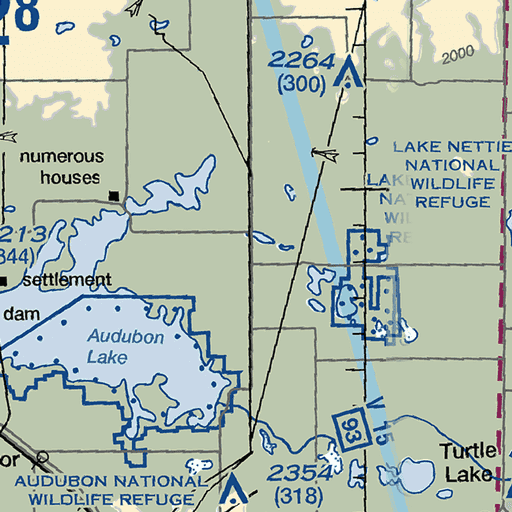 28
2264
(300)
2000
LAKE NETTIE
NATIONAL
WILDLIFE
REFUGE
numerous
houses
LAK
NA
WIL
RE
213
344)
settlement
dam
Audubon
Lake
93
V 15
Turtle
Lake
or
AUDUBON NATIONAL
WILDLIFE REFUGE
2354
(318)